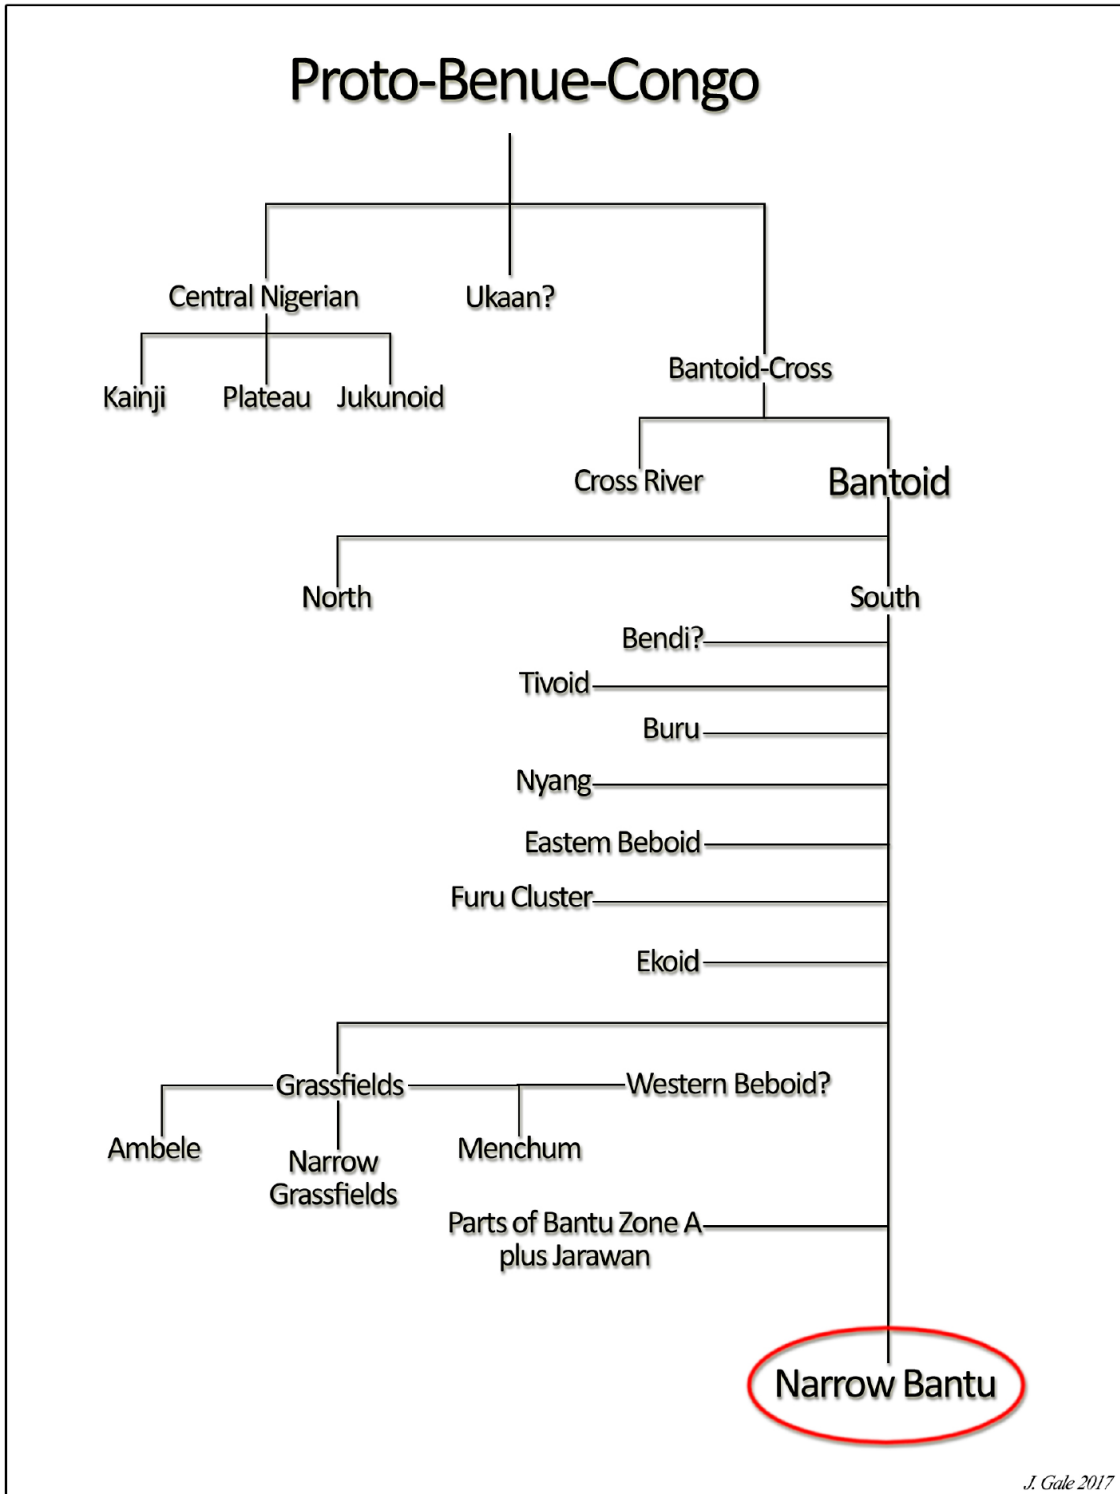 Proto-Benue-Congo
Central Nigerian
Ukaan?
Bantoid-Cross
Kainji
Plateau
Jukunoid
Cross River
Bantoid
North
South
Bendi?
Tivoid
Buru
Nyang
Eastem Beboid
Furu Cluster
Ekoid
Grassfields
Western Beboid?
Ambele
Narrow
Grassfields
Menchum
Parts of Bantu Zone A
plus Jarawan
Narrow Bantu
J. Gale 2017